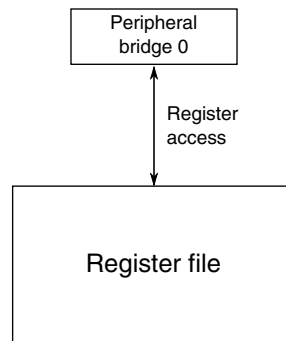 Peripheral
bridge 0
Register
access
Register file